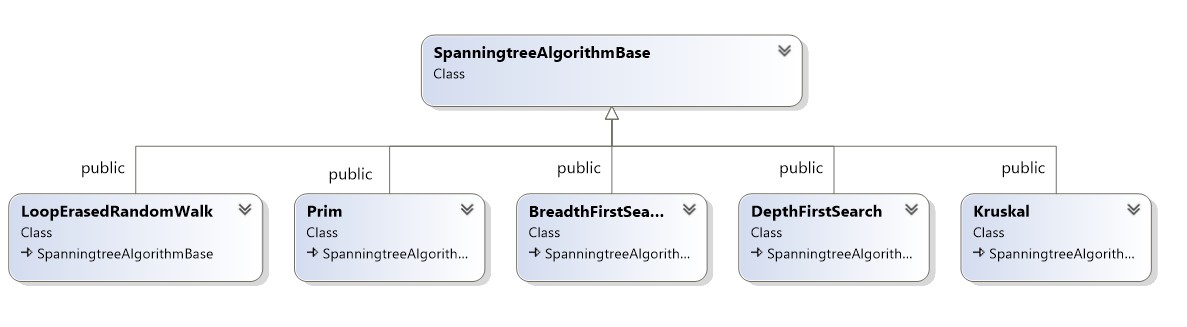 SpanningtreeAlgorithmBase
Class
public
public
public
public
public
LoopErasedRandomWalk
Class
SpanningtreeAlgorithmBase
Prim
Class
SpanningtreeAlgorith...
BreadthFirstSea...
Class
SpanningtreeAlgorith...
DepthFirstSearch
Class
SpanningtreeAlgorith...
Kruskal
Class
SpanningtreeAlgorith...